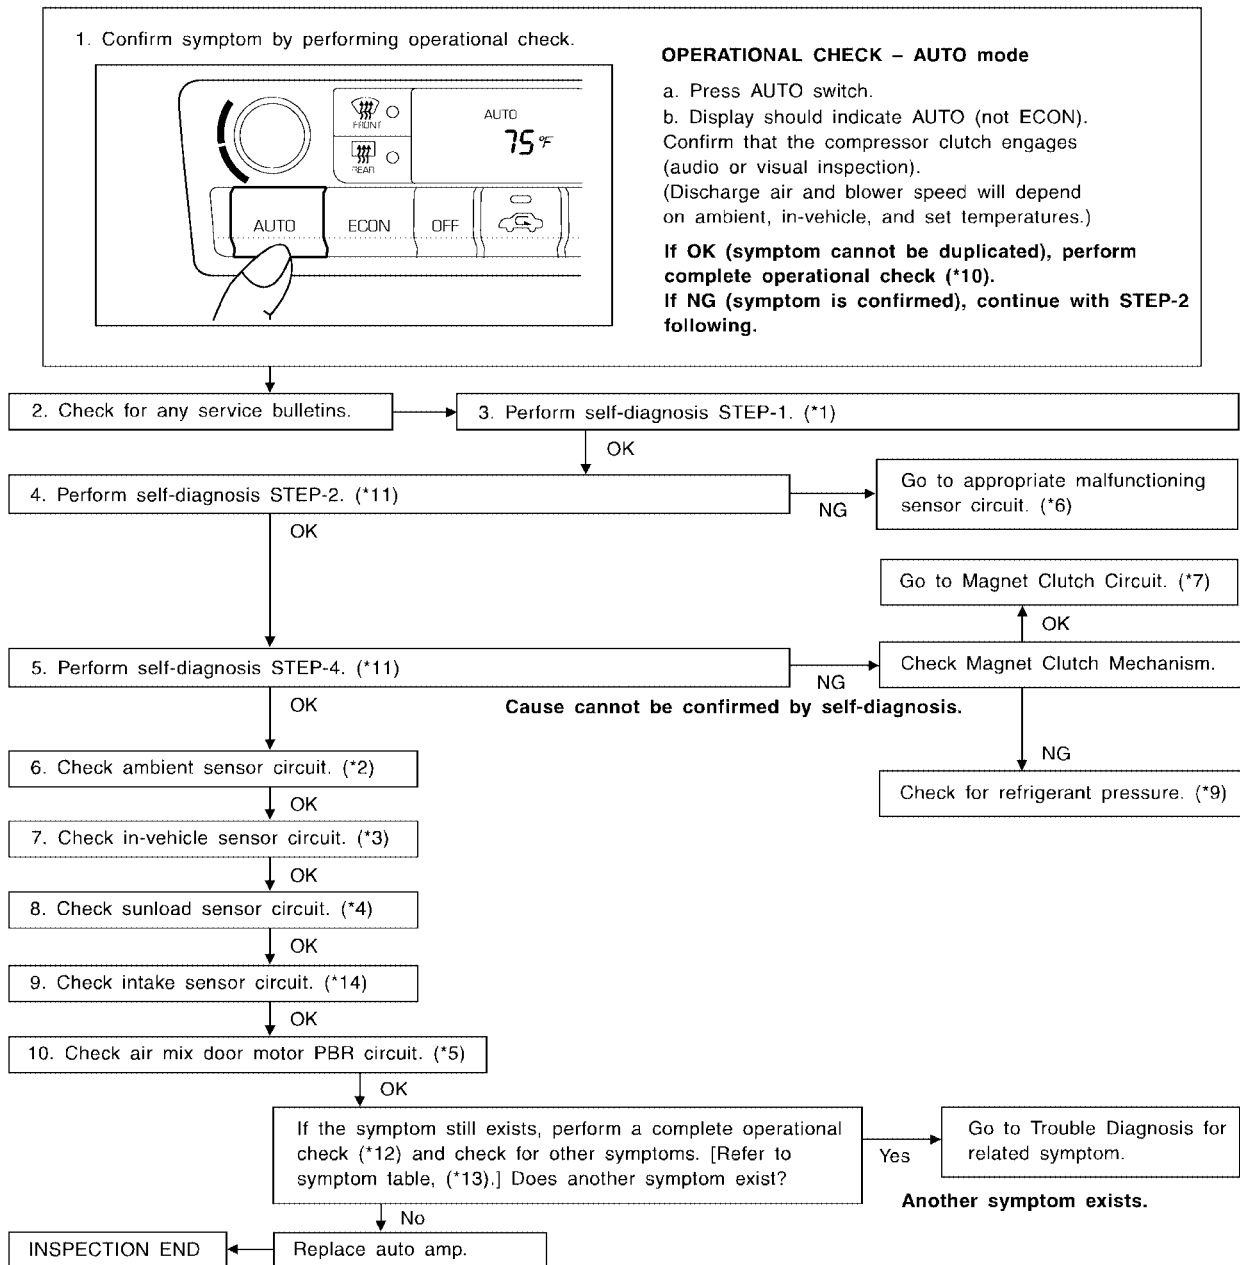 1. Confirm symptom by performing operational check.
FRONT
REAR
AUTO
75°F
AUTO
ECON
OFF
OPERATIONAL CHECK – AUTO mode
a. Press AUTO switch.
b. Display should indicate AUTO (not ECON).
Confirm that the compressor clutch engages
(audio or visual inspection).
(Discharge air and blower speed will depend
on ambient, in-vehicle, and set temperatures.)
If OK (symptom cannot be duplicated), perform
complete operational check (*10).
If NG (symptom is confirmed), continue with STEP-2
following.
2. Check for any service bulletins.
3. Perform self-diagnosis STEP-1. (*1)
OK
4. Perform self-diagnosis STEP-2. (*11)
NG
Go to appropriate malfunctioning
sensor circuit. (*6)
OK
Go to Magnet Clutch Circuit. (*7)
OK
5. Perform self-diagnosis STEP-4. (*11)
NG
Check Magnet Clutch Mechanism.
OK
Cause cannot be confirmed by self-diagnosis.
NG
Check for refrigerant pressure. (*9)
6. Check ambient sensor circuit. (*2)
OK
7. Check in-vehicle sensor circuit. (*3)
OK
8. Check sunload sensor circuit. (*4)
OK
9. Check intake sensor circuit. (*14)
OK
10. Check air mix door motor PBR circuit. (*5)
OK
If the symptom still exists, perform a complete operational
check (*12) and check for other symptoms. [Refer to
symptom table, (*13).] Does another symptom exist?
Yes
Go to Trouble Diagnosis for
related symptom.
Another symptom exists.
No
Replace auto amp.
INSPECTION END